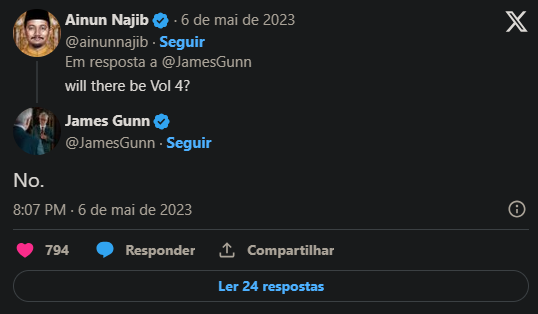 Ainun Najib · 6 de mai de 2023
@ainunnajib · Seguir
Em resposta a @JamesGunn
will there be Vol 4?
James Gunn
@JamesGunn · Seguir
No.
8:07 PM · 6 de mai de 2023
794 Responder Compartilhar
Ler 24 respostas